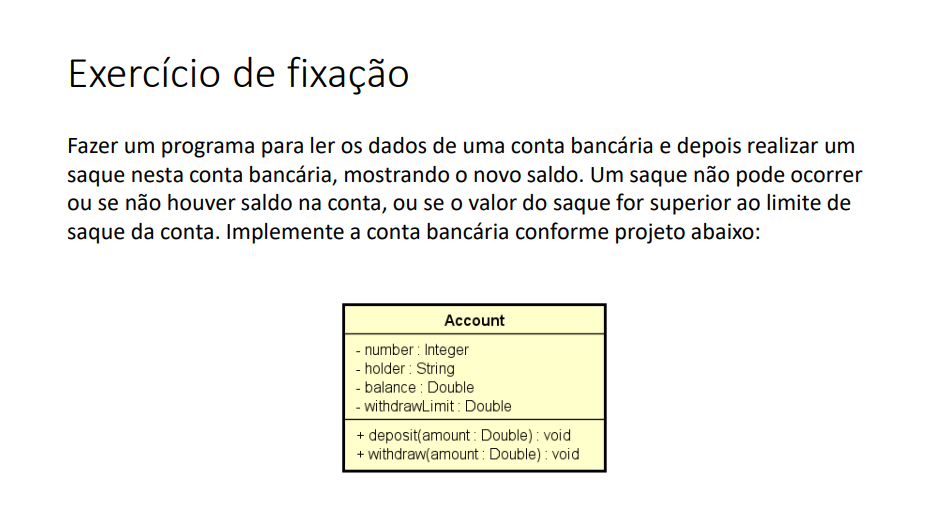 Exercício de fixação
Fazer um programa para ler os dados de uma conta bancária e depois realizar um
saque nesta conta bancária, mostrando o novo saldo. Um saque não pode ocorrer
ou se não houver saldo na conta, ou se o valor do saque for superior ao limite de
saque da conta. Implemente a conta bancária conforme projeto abaixo:
Account
- number : Integer
- holder : String
- balance : Double
- withdrawLimit : Double
+ deposit(amount : Double) : void
+ withdraw(amount : Double) : void